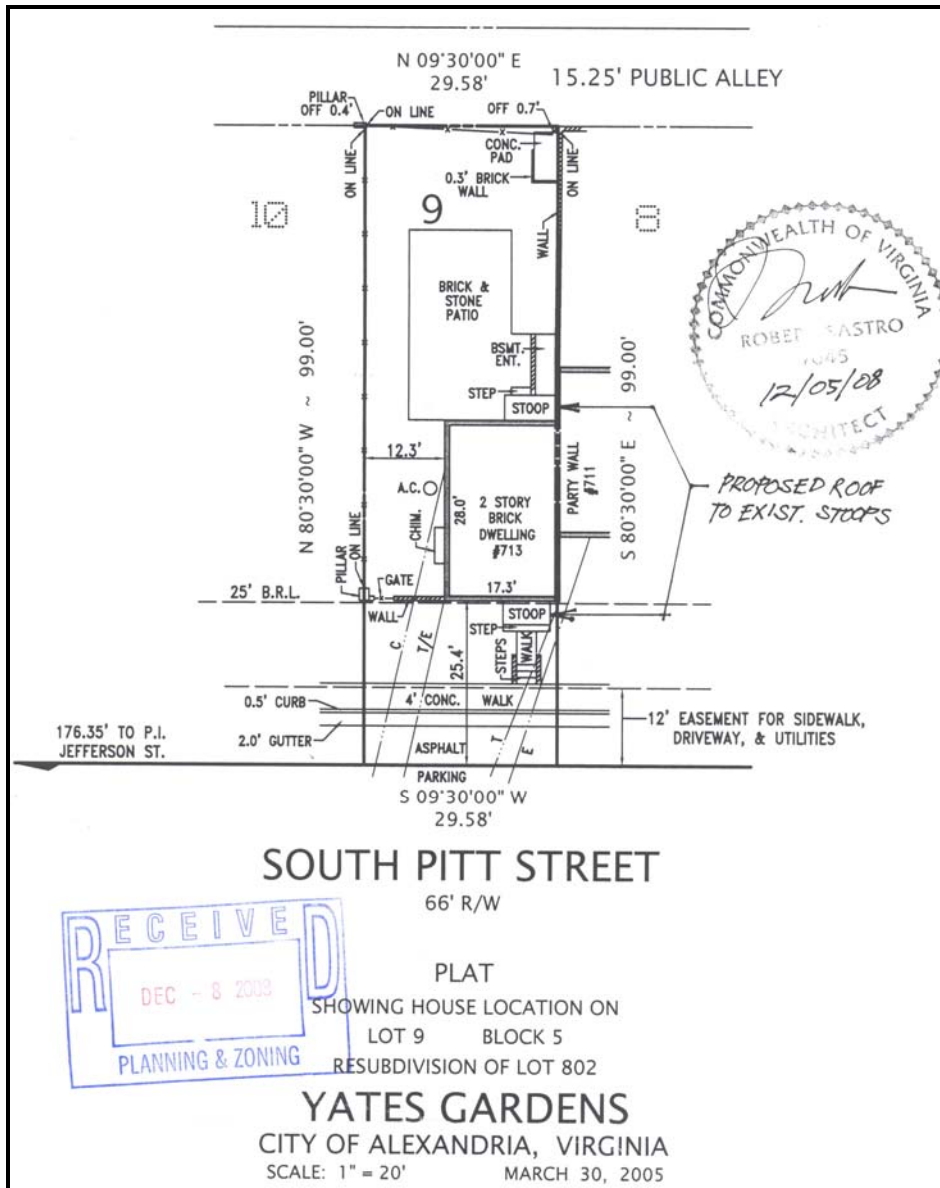 N 09°30'00" E
29.58'
15.25' PUBLIC ALLEY
PILLAR
OFF 0.4'
ON LINE
OFF 0.7'
CONC.
PAD
ON LINE
ON LINE
0.3' BRICK
WALL
10
9
8
WALL
COMMONWEALTH OF VIRGINIA
12/05/08
BRICK &
STONE
PATIO
BSMT.
ENT.
STEP
STOOP
N 80°30'00" W ~ 99.00'
S 80°30'00" E ~ 99.00'
12.3'
A.C.
CHIM.
28.0'
2 STORY
BRICK
DWELLING
#713
PARTY WALL
#711
PROPOSED ROOF
TO EXIST. STOOPS
PILLAR
ON LINE
GATE
17.3'
25' B.R.L.
WALL
STOOP
STEP
STEPS
WALK
C
T/E
25.4'
0.5' CURB
4' CONC. WALK
12' EASEMENT FOR SIDEWALK,
DRIVEWAY, & UTILITIES
176.35' TO P.I.
JEFFERSON ST.
2.0' GUTTER
ASPHALT
T
E
PARKING
S 09°30'00" W
29.58'
SOUTH PITT STREET
66' R/W
RECEIVED
DEC - 8 2008
PLANNING & ZONING
PLAT
SHOWING HOUSE LOCATION ON
LOT 9 BLOCK 5
RESUBDIVISION OF LOT 802
YATES GARDENS
CITY OF ALEXANDRIA, VIRGINIA
SCALE: 1" = 20' MARCH 30, 2005